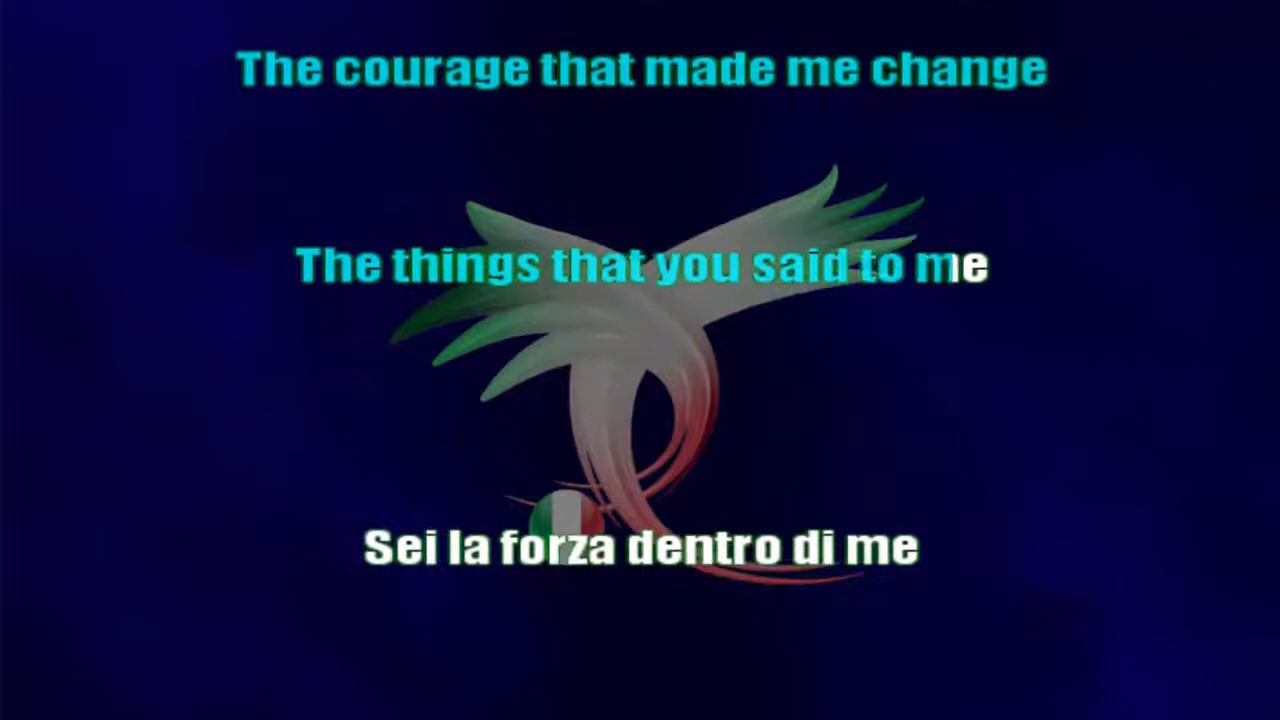 The courage that made me change
The things that you said to me
Sei la forza dentro di me